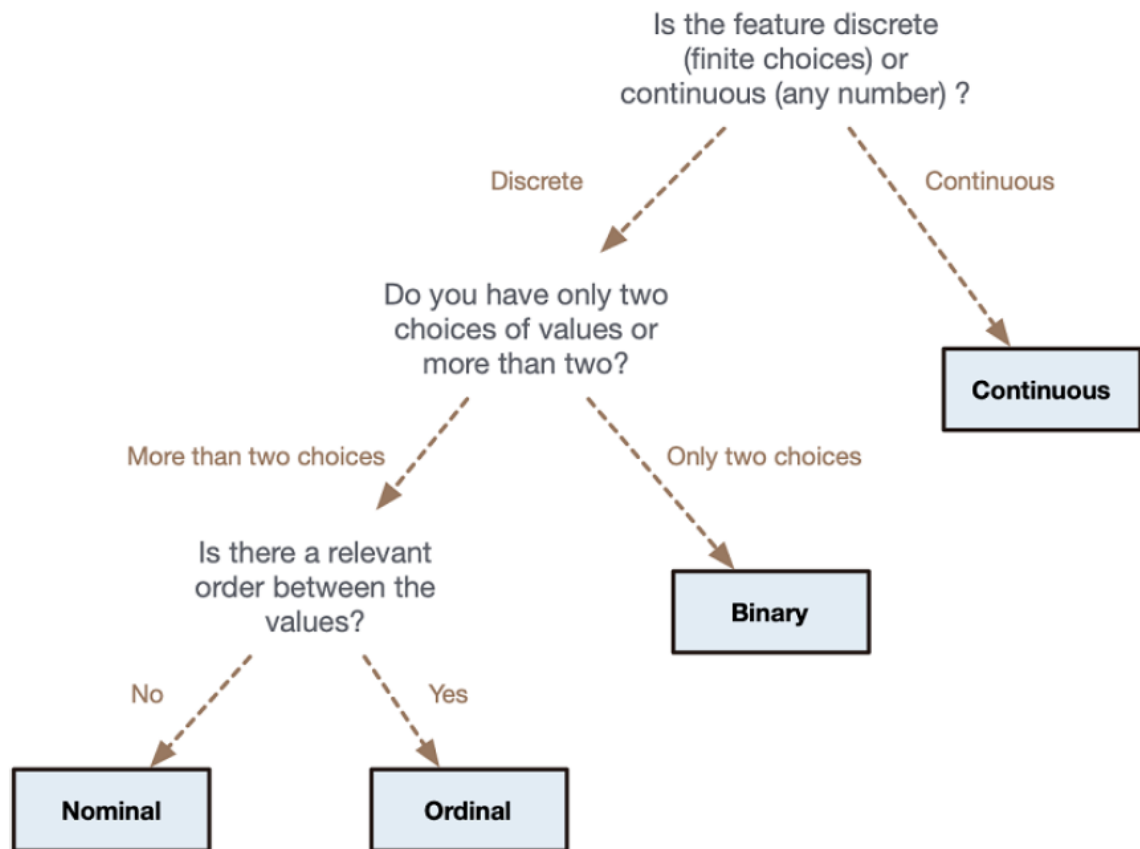 Is the feature discrete
(finite choices) or
continuous (any number) ?
Discrete
Continuous
Do you have only two
choices of values or
more than two?
Continuous
More than two choices
Only two choices
Is there a relevant
order between the
values?
Binary
No
Yes
Nominal
Ordinal